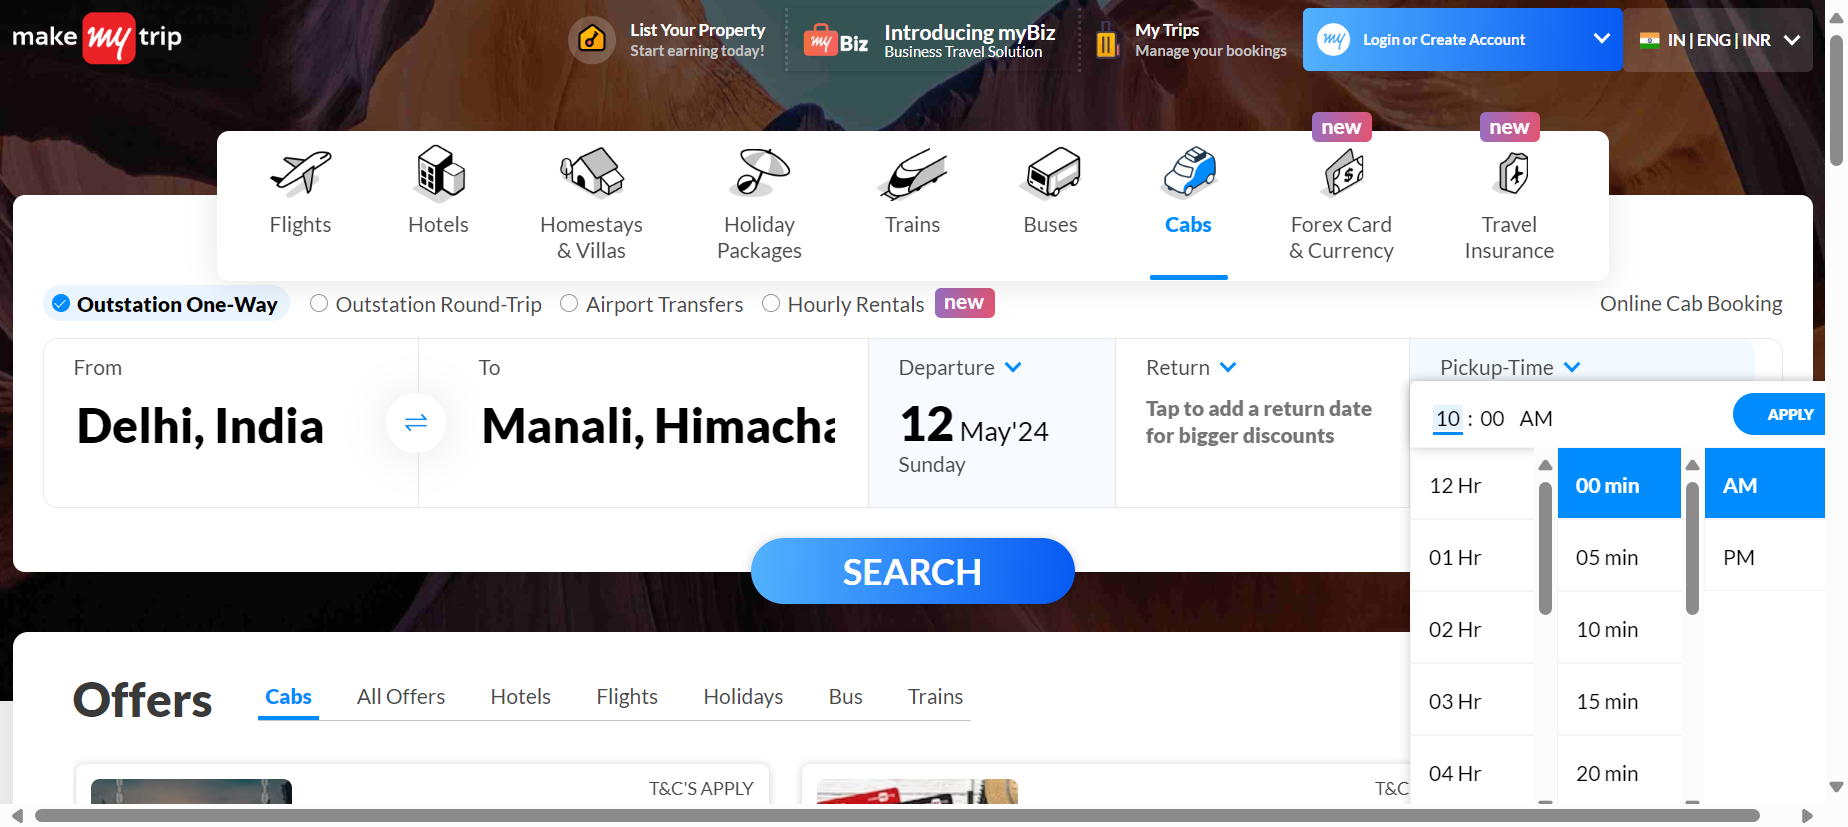 make my trip
List Your Property
Start earning today!
my Biz
Introducing myBiz
Business Travel Solution
My Trips
Manage your bookings
my
Login or Create Account
IN | ENG | INR
new
new
Flights
Hotels
Homestays
& Villas
Holiday
Packages
Trains
Buses
Cabs
Forex Card
& Currency
Travel
Insurance
Outstation One-Way
Outstation Round-Trip
Airport Transfers
Hourly Rentals
new
Online Cab Booking
From
Delhi, India
To
Manali, Himacha
Departure
12 May'24
Sunday
Return
Tap to add a return date
for bigger discounts
Pickup-Time
10 : 00 AM
APPLY
12 Hr
00 min
AM
01 Hr
05 min
PM
02 Hr
10 min
03 Hr
15 min
04 Hr
20 min
SEARCH
Offers
Cabs
All Offers
Hotels
Flights
Holidays
Bus
Trains
T&C'S APPLY
T&C